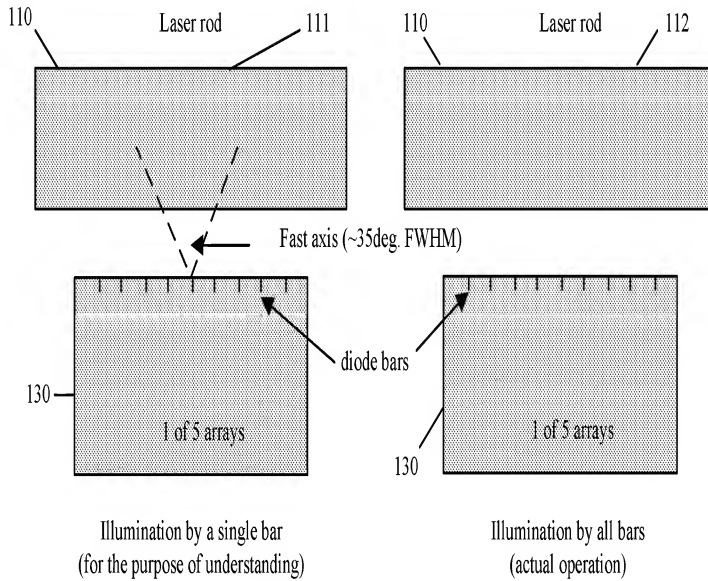 110 Laser rod 111
110 Laser rod 112
Fast axis (~35deg. FWHM)
diode bars
130
1 of 5 arrays
1 of 5 arrays
130
Illumination by a single bar
(for the purpose of understanding)
Illumination by all bars
(actual operation)